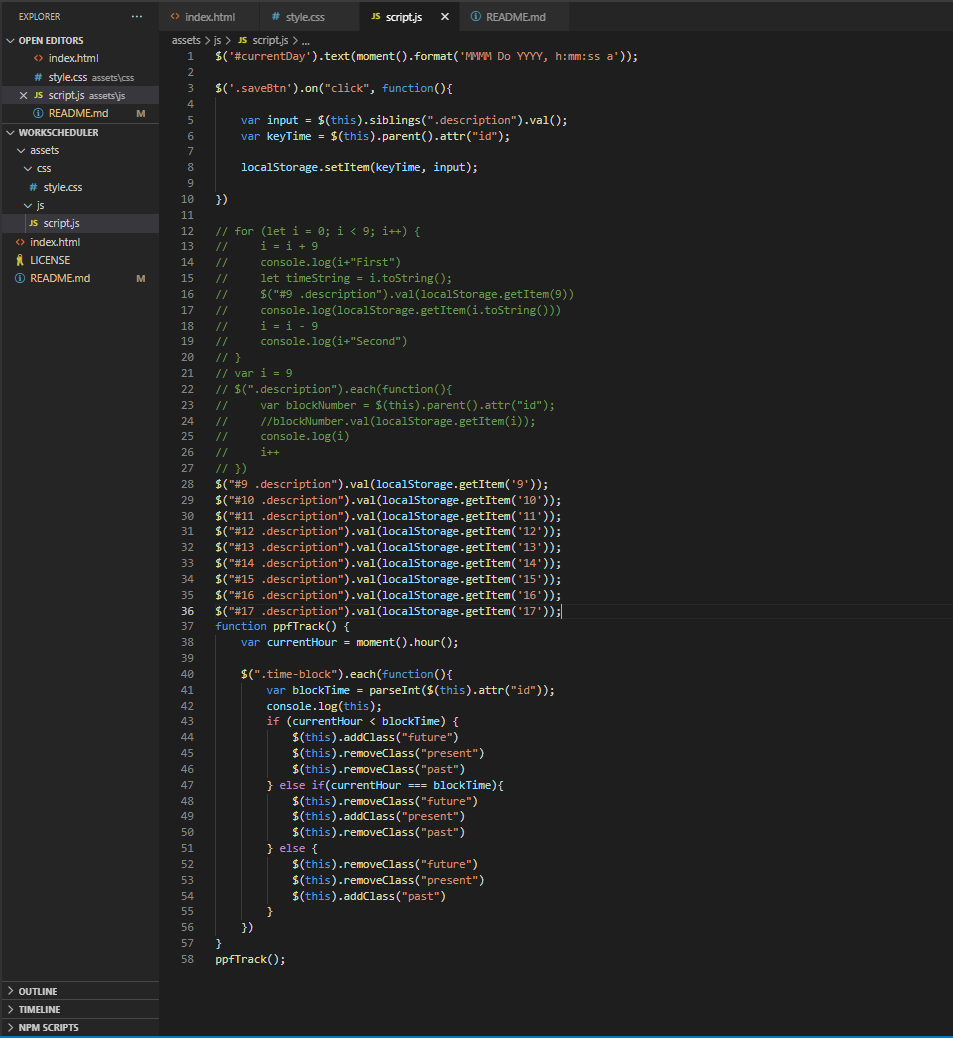 EXPLORER ...
OPEN EDITORS
<> index.html
# style.css assets\css
× JS script.js assets\js
README.md M
WORKSCHEDULER
assets
css
# style.css
js
JS script.js
<> index.html
LICENSE
README.md M
OUTLINE
TIMELINE
NPM SCRIPTS
<> index.html # style.css JS script.js × README.md
assets > js > JS script.js > ...
1 $('#currentDay').text(moment().format('MMMM Do YYYY, h:mm:ss a'));
2
3 $('.saveBtn').on("click", function(){
4
5     var input = $(this).siblings(".description").val();
6     var keyTime = $(this).parent().attr("id");
7
8     localStorage.setItem(keyTime, input);
9
10 })
11
12 // for (let i = 0; i < 9; i++) {
13 //     i = i + 9
14 //     console.log(i+"First")
15 //     let timeString = i.toString();
16 //     $("#9 .description").val(localStorage.getItem(9))
17 //     console.log(localStorage.getItem(i.toString()))
18 //     i = i - 9
19 //     console.log(i+"Second")
20 // }
21 // var i = 9
22 // $(".description").each(function(){
23 //     var blockNumber = $(this).parent().attr("id");
24 //     //blockNumber.val(localStorage.getItem(i));
25 //     console.log(i)
26 //     i++
27 // })
28 $("#9 .description").val(localStorage.getItem('9'));
29 $("#10 .description").val(localStorage.getItem('10'));
30 $("#11 .description").val(localStorage.getItem('11'));
31 $("#12 .description").val(localStorage.getItem('12'));
32 $("#13 .description").val(localStorage.getItem('13'));
33 $("#14 .description").val(localStorage.getItem('14'));
34 $("#15 .description").val(localStorage.getItem('15'));
35 $("#16 .description").val(localStorage.getItem('16'));
36 $("#17 .description").val(localStorage.getItem('17'));
37 function ppfTrack() {
38     var currentHour = moment().hour();
39
40     $(".time-block").each(function(){
41         var blockTime = parseInt($(this).attr("id"));
42         console.log(this);
43         if (currentHour < blockTime) {
44             $(this).addClass("future")
45             $(this).removeClass("present")
46             $(this).removeClass("past")
47         } else if(currentHour === blockTime){
48             $(this).removeClass("future")
49             $(this).addClass("present")
50             $(this).removeClass("past")
51         } else {
52             $(this).removeClass("future")
53             $(this).removeClass("present")
54             $(this).addClass("past")
55         }
56     })
57 }
58 ppfTrack();